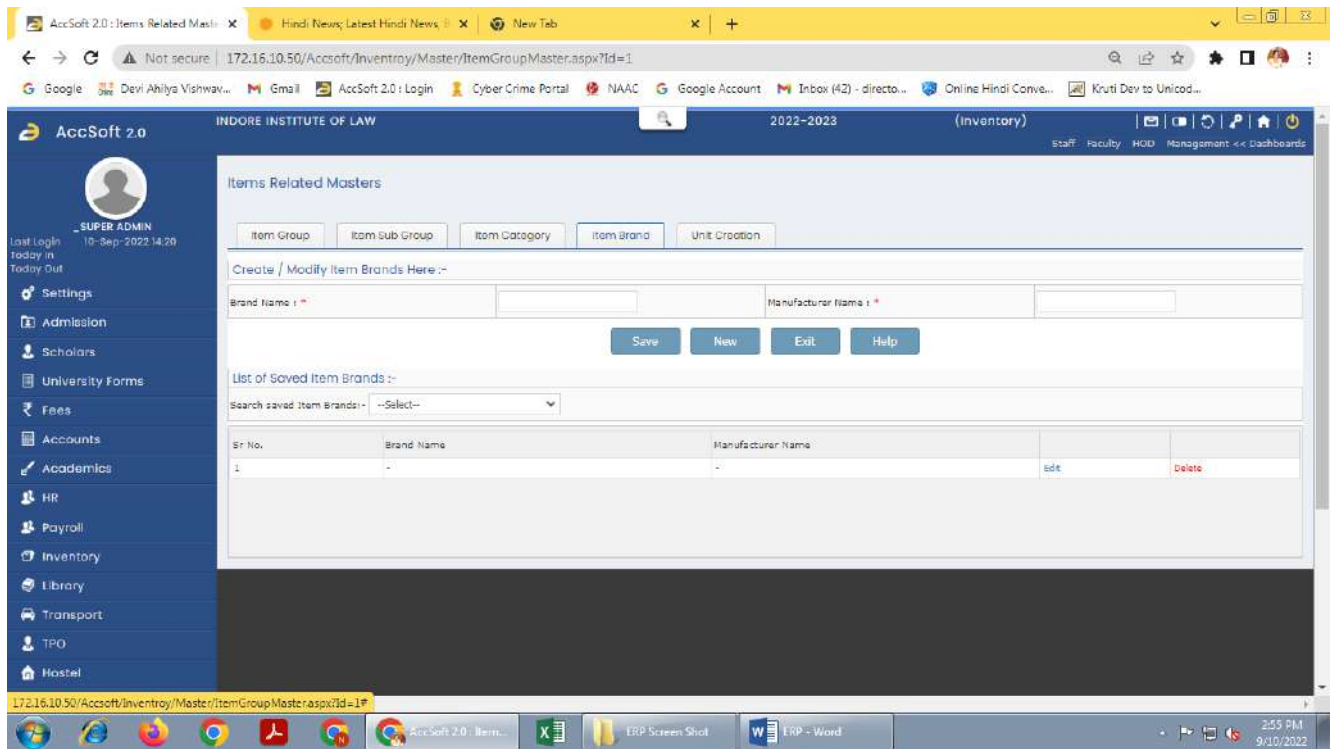 AccSoft 2.0 : Items Related Maste
Hindi News; Latest Hindi News,
New Tab
Not secure | 172.16.10.50/Accsoft/Inventroy/Master/ItemGroupMaster.aspx?Id=1
Google Devi Ahilya Vishwav... Gmail AccSoft 2.0 : Login Cyber Crime Portal NAAC Google Account Inbox (42) - directo... Online Hindi Conve... Kruti Dev to Unicod...
AccSoft 2.0
INDORE INSTITUTE OF LAW 2022-2023 (Inventory)
Staff Faculty HOD Management << Dashboards
_SUPER ADMIN
Last Login 10-Sep-2022 14:20
Today In
Today Out
Settings
Admission
Scholars
University Forms
₹ Fees
Accounts
Academics
HR
Payroll
Inventory
Library
Transport
TPO
Hostel
Items Related Masters
Item Group Item Sub Group Item Category Item Brand Unit Creation
Create / Modify Item Brands Here :-
Brand Name : * Manufacturer Name : *
Save New Exit Help
List of Saved Item Brands :-
Search saved Item Brands:- --Select--
Sr No. Brand Name Manufacturer Name
1 - - Edit Delete
172.16.10.50/Accsoft/Inventroy/Master/ItemGroupMaster.aspx?Id=1#
AccSoft 2.0 : Item... ERP Screen Shot ERP - Word
2:55 PM
9/10/2022